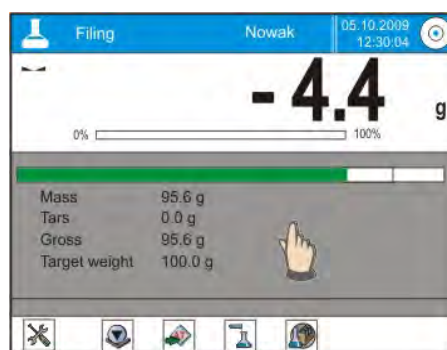 Filing Nowak 05.10.2009
12:30:04
- 4.4 g
0% 100%
Mass 95.6 g
Tars 0.0 g
Gross 95.6 g
Target weight 100.0 g